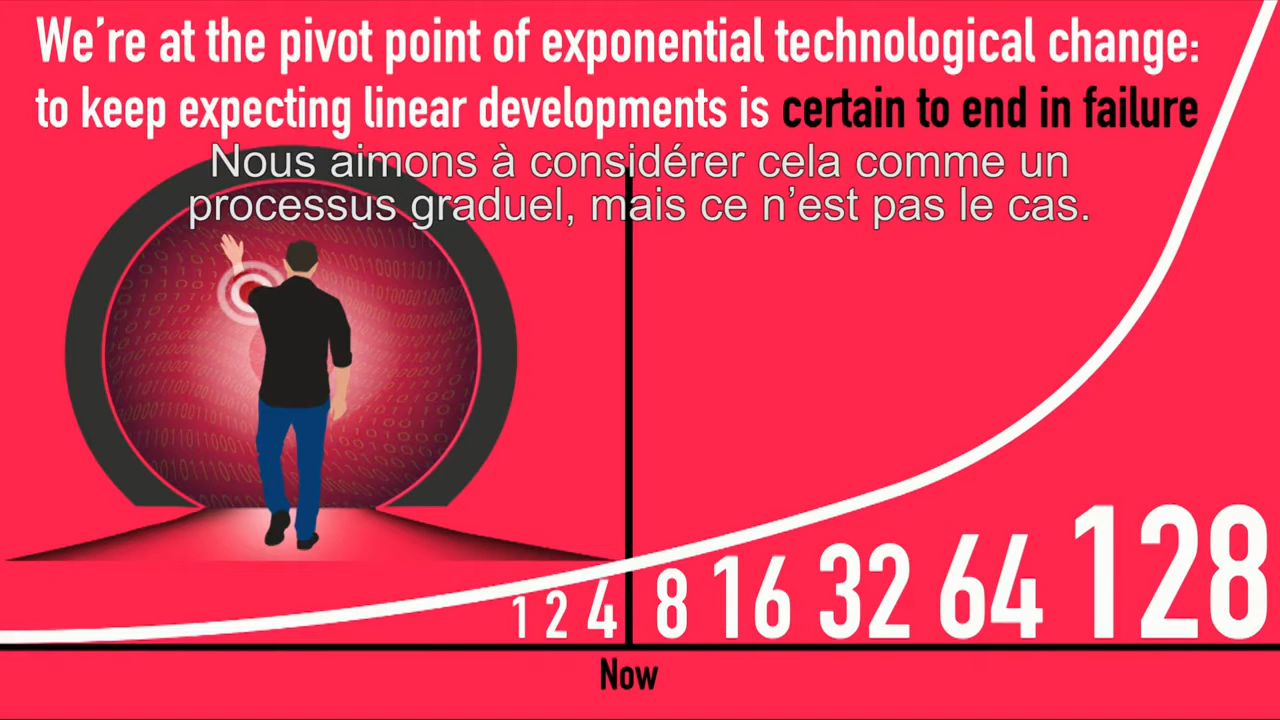 We're at the pivot point of exponential technological change:
to keep expecting linear developments is certain to end in failure
Nous aimons à considérer cela comme un
processus graduel, mais ce n'est pas le cas.
1 2 4 8 16 32 64 128
Now